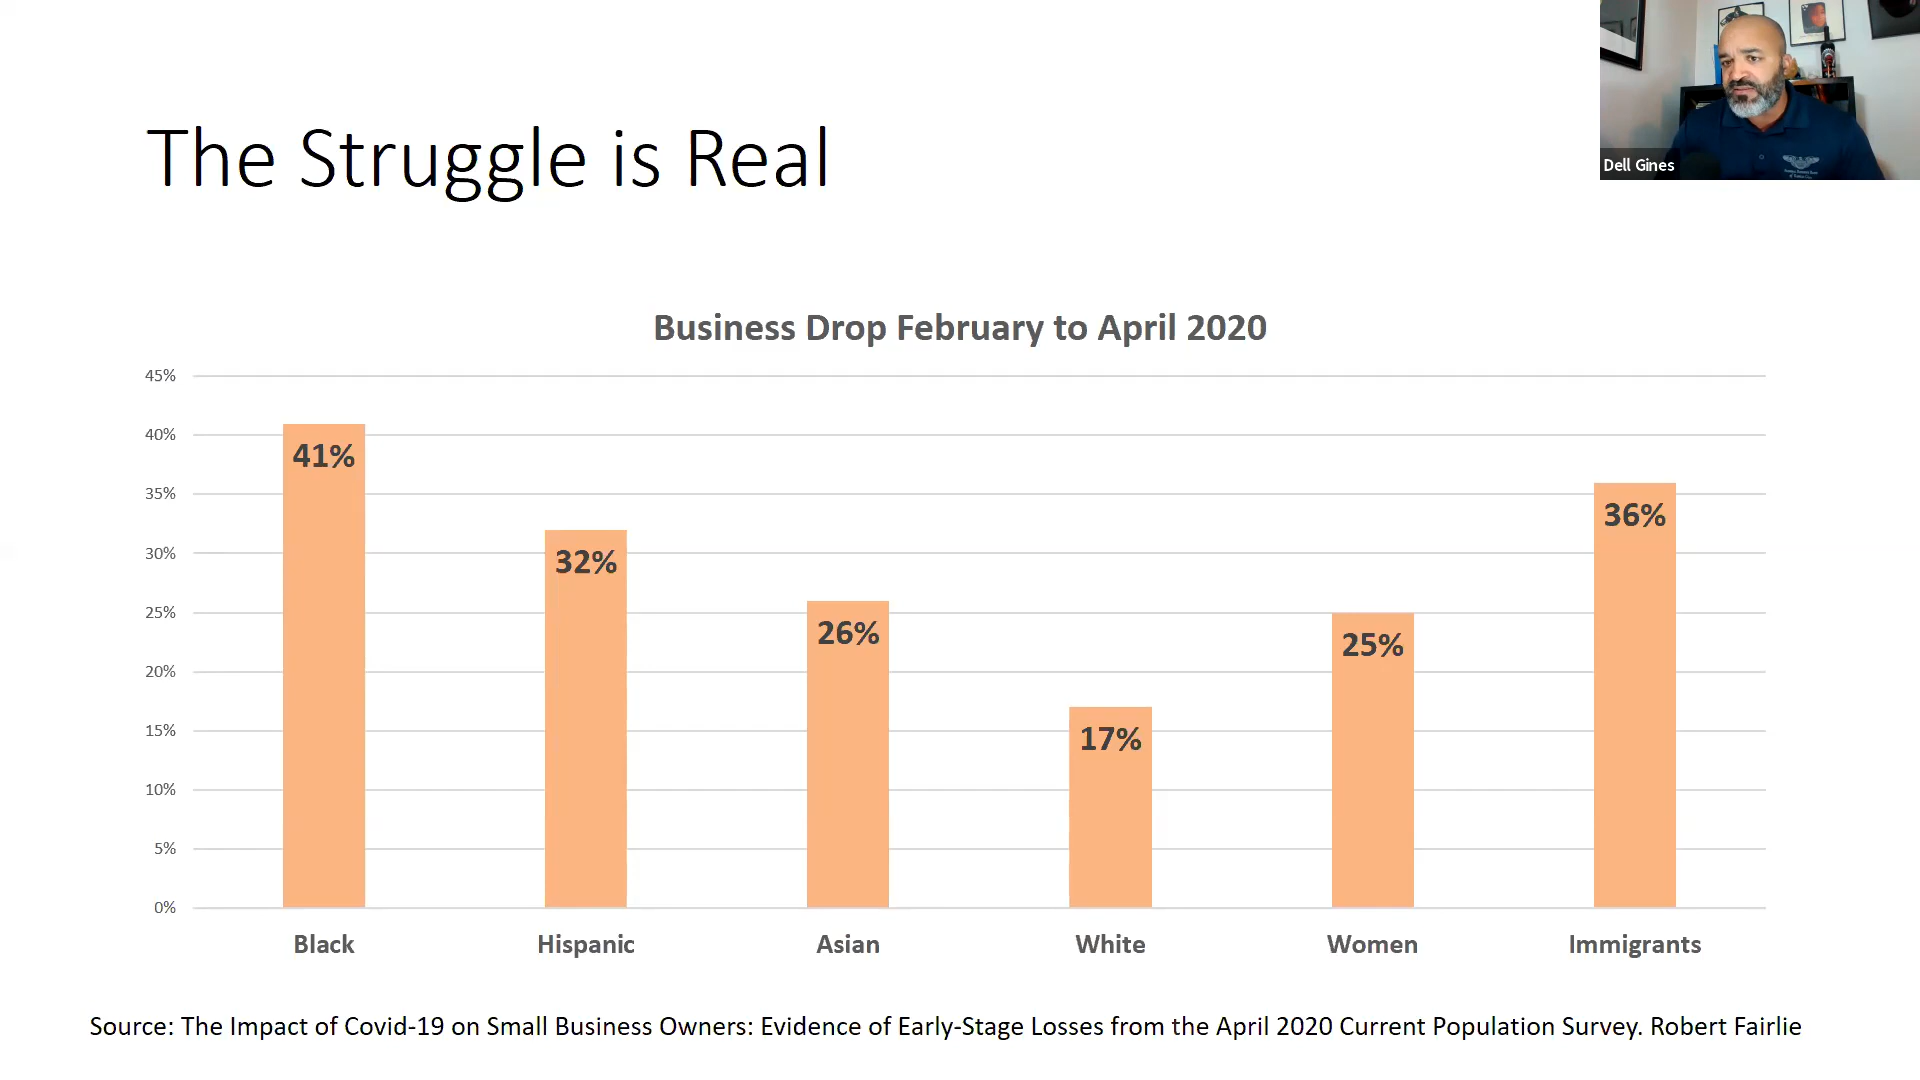 The Struggle is Real
Dell Gines
Business Drop February to April 2020
45%
40%
35%
30%
25%
20%
15%
10%
5%
0%
41%
32%
26%
17%
25%
36%
Black
Hispanic
Asian
White
Women
Immigrants
Source: The Impact of Covid-19 on Small Business Owners: Evidence of Early-Stage Losses from the April 2020 Current Population Survey. Robert Fairlie